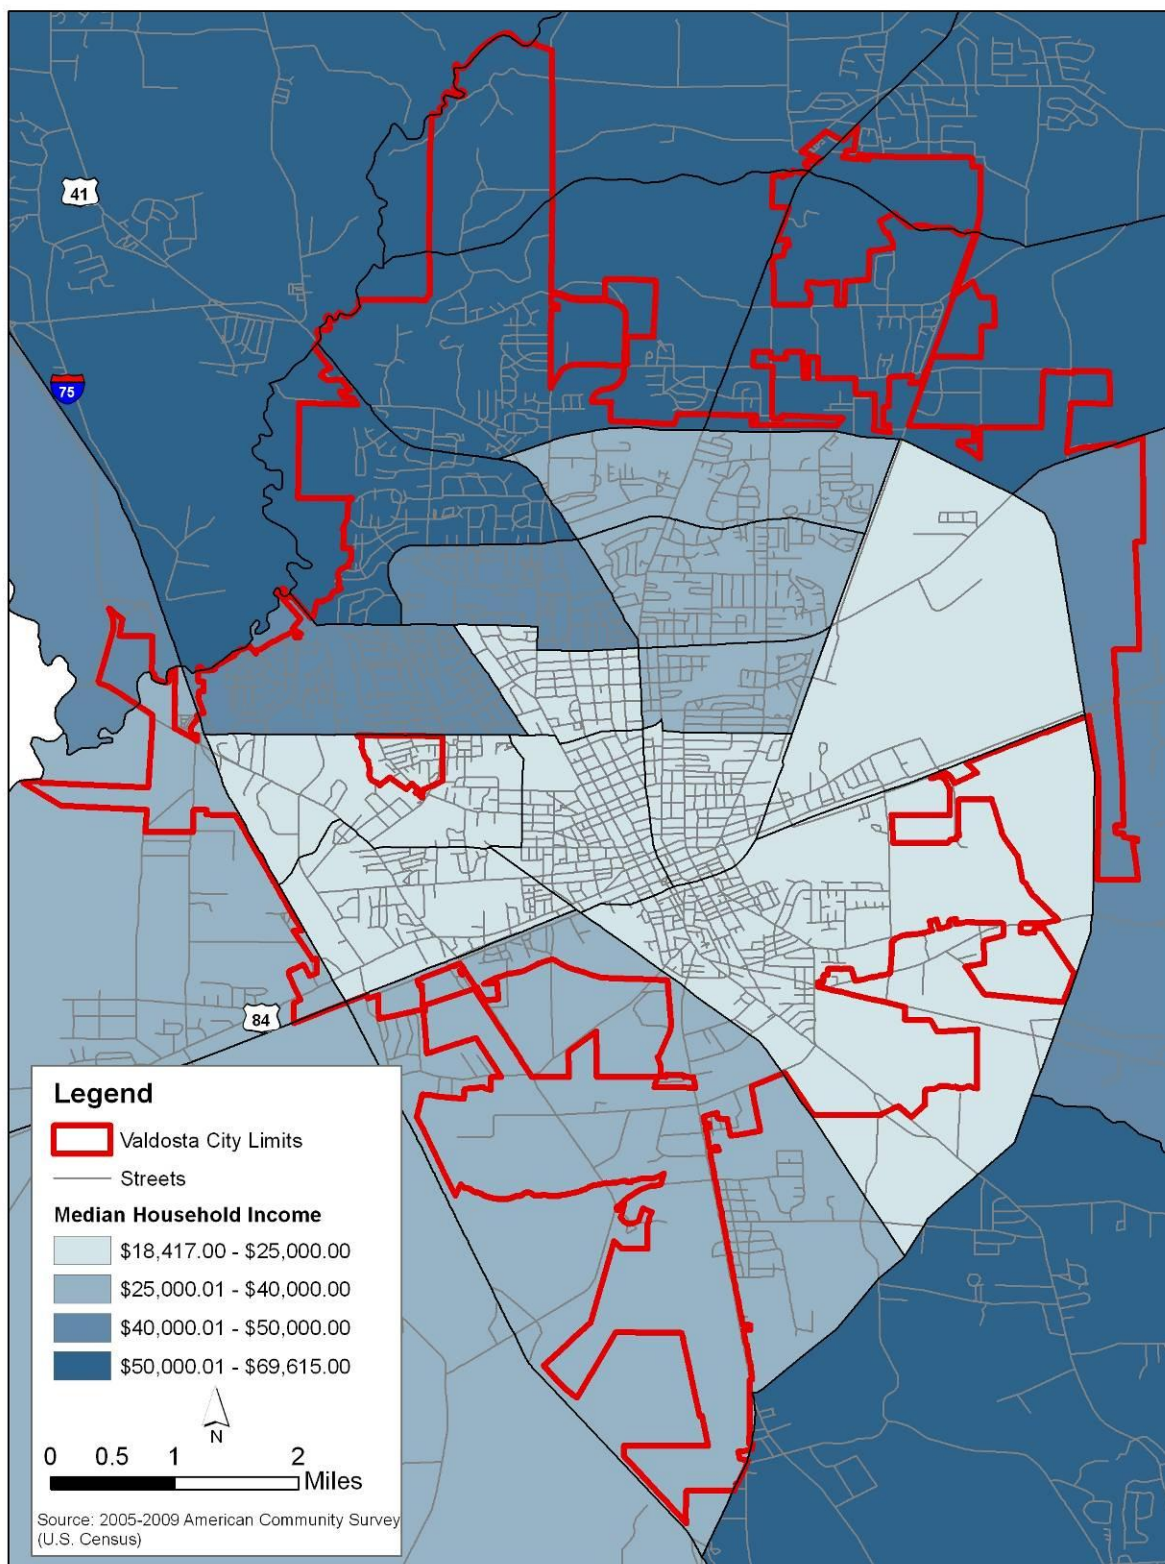 41
75
84
Legend
Valdosta City Limits
Streets
Median Household Income
$18,417.00 - $25,000.00
$25,000.01 - $40,000.00
$40,000.01 - $50,000.00
$50,000.01 - $69,615.00
N
0 0.5 1 2
Miles
Source: 2005-2009 American Community Survey
(U.S. Census)